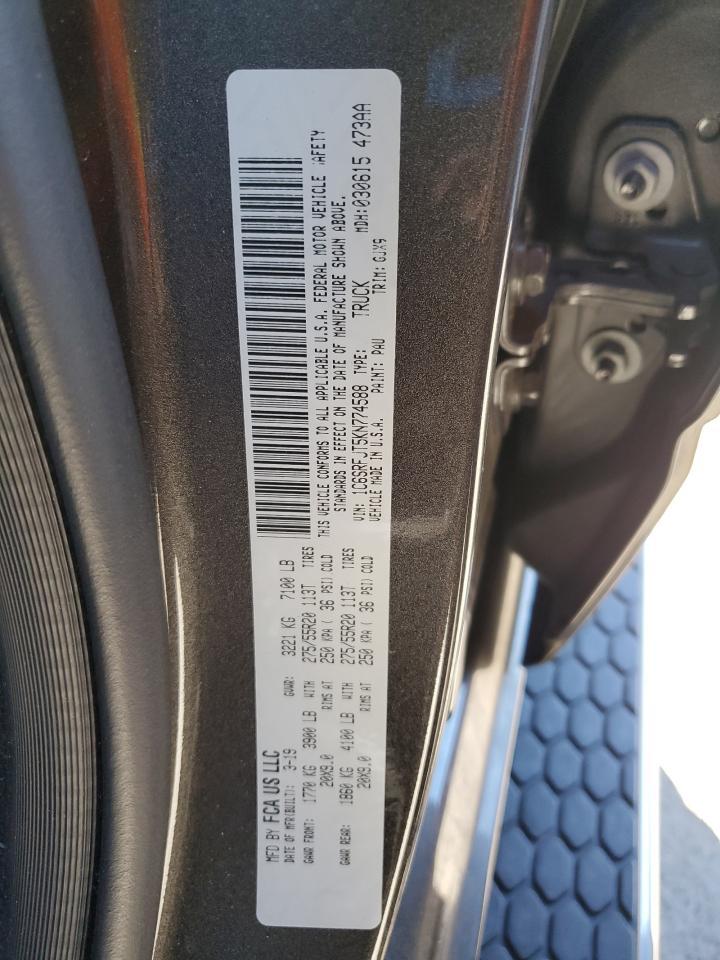 MFD BY FCA US LLC
DATE OF MFR(BUILT): 3-19 GVWR: 3221 KG 7100 LB
GAWR FRONT: 1770 KG 3900 LB WITH 275/55R20 113T TIRES
20X9.0 RIMS AT 250 KPA ( 36 PSI) COLD
GAWR REAR: 1860 KG 4100 LB WITH 275/55R20 113T TIRES
20X9.0 RIMS AT 250 KPA ( 36 PSI) COLD
THIS VEHICLE CONFORMS TO ALL APPLICABLE U.S.A. FEDERAL MOTOR VEHICLE SAFETY
STANDARDS IN EFFECT ON THE DATE OF MANUFACTURE SHOWN ABOVE.
VIN: 1C6SRFJT5KN774588 TYPE: TRUCK MDH:030615 473AA
VEHICLE MADE IN U.S.A. PAINT: PAU TRIM: GJX9